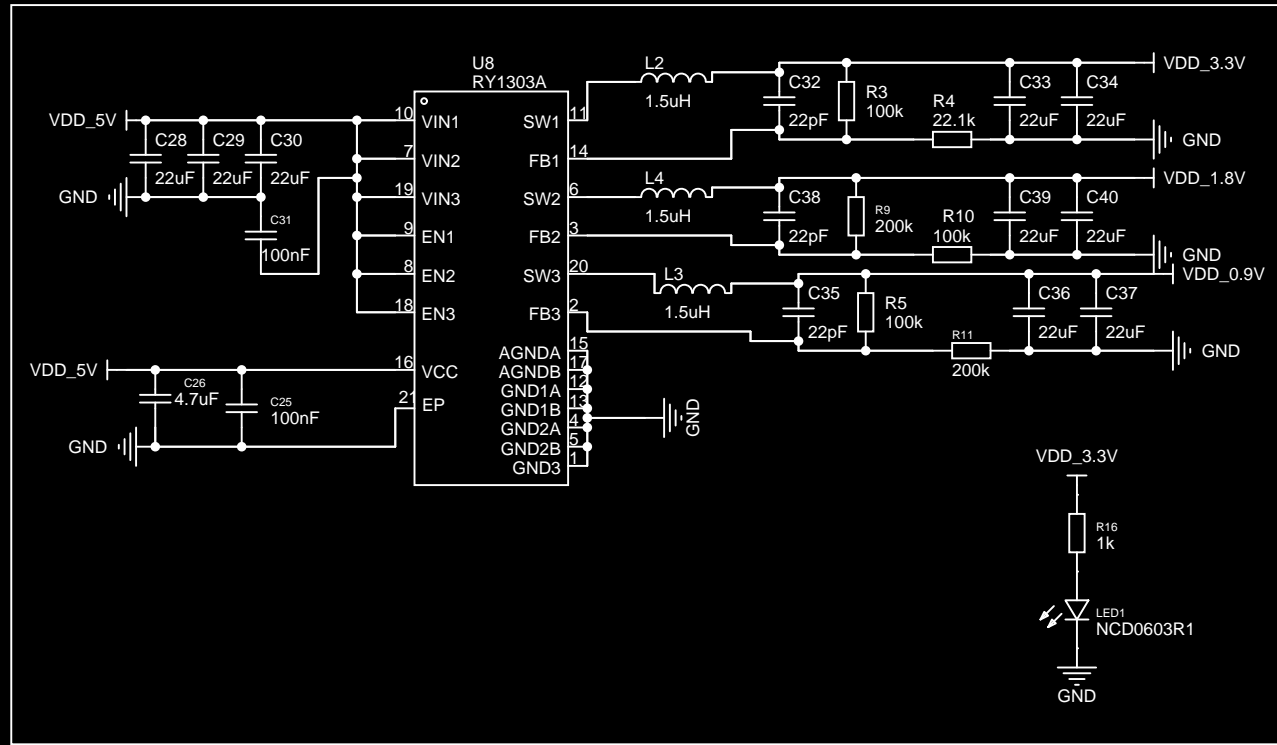 U8
RY1303A
VDD_5V
GND
C28
22uF
C29
22uF
C30
22uF
C31
100nF
10
VIN1
7
VIN2
19
VIN3
9
EN1
8
EN2
18
EN3
16
VCC
21
EP
VDD_5V
GND
C26
4.7uF
C25
100nF
SW1
11
FB1
14
SW2
6
FB2
3
SW3
20
FB3
2
AGNDA
15
AGNDB
17
GND1A
12
GND1B
13
GND2A
4
GND2B
5
GND3
1
GND
L2
1.5uH
C32
22pF
R3
100k
R4
22.1k
C33
22uF
C34
22uF
VDD_3.3V
GND
L4
1.5uH
C38
22pF
R9
200k
R10
100k
C39
22uF
C40
22uF
VDD_1.8V
GND
L3
1.5uH
C35
22pF
R5
100k
R11
200k
C36
22uF
C37
22uF
VDD_0.9V
GND
VDD_3.3V
R16
1k
LED1
NCD0603R1
GND